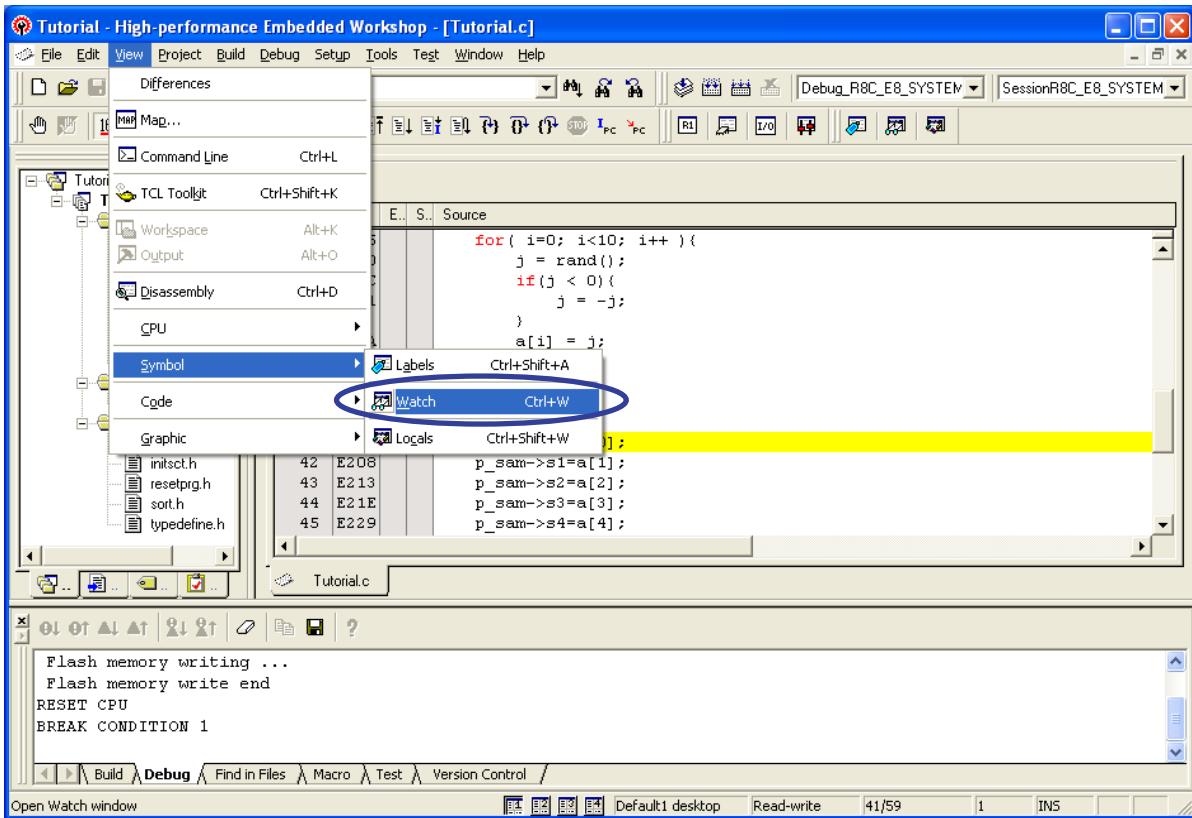 Tutorial - High-performance Embedded Workshop - [Tutorial.c]
File Edit View Project Build Debug Setup Tools Test Window Help
Debug_R8C_E8_SYSTEM SessionR8C_E8_SYSTEM
Differences
Map...
Command Line Ctrl+L
TCL Toolkit Ctrl+Shift+K
Workspace Alt+K
Output Alt+O
Disassembly Ctrl+D
CPU
Symbol
Code
Graphic
Labels Ctrl+Shift+A
Watch Ctrl+W
Locals Ctrl+Shift+W
Tutori
initsct.h
resetprg.h
sort.h
typedefine.h
E.. S.. Source
for( i=0; i<10; i++ ){
j = rand();
if(j < 0){
j = -j;
}
a[i] = j;
];
42 E208 p_sam->s1=a[1];
43 E213 p_sam->s2=a[2];
44 E21E p_sam->s3=a[3];
45 E229 p_sam->s4=a[4];
Tutorial.c
Flash memory writing ...
Flash memory write end
RESET CPU
BREAK CONDITION 1
Build Debug Find in Files Macro Test Version Control
Open Watch window Default1 desktop Read-write 41/59 1 INS